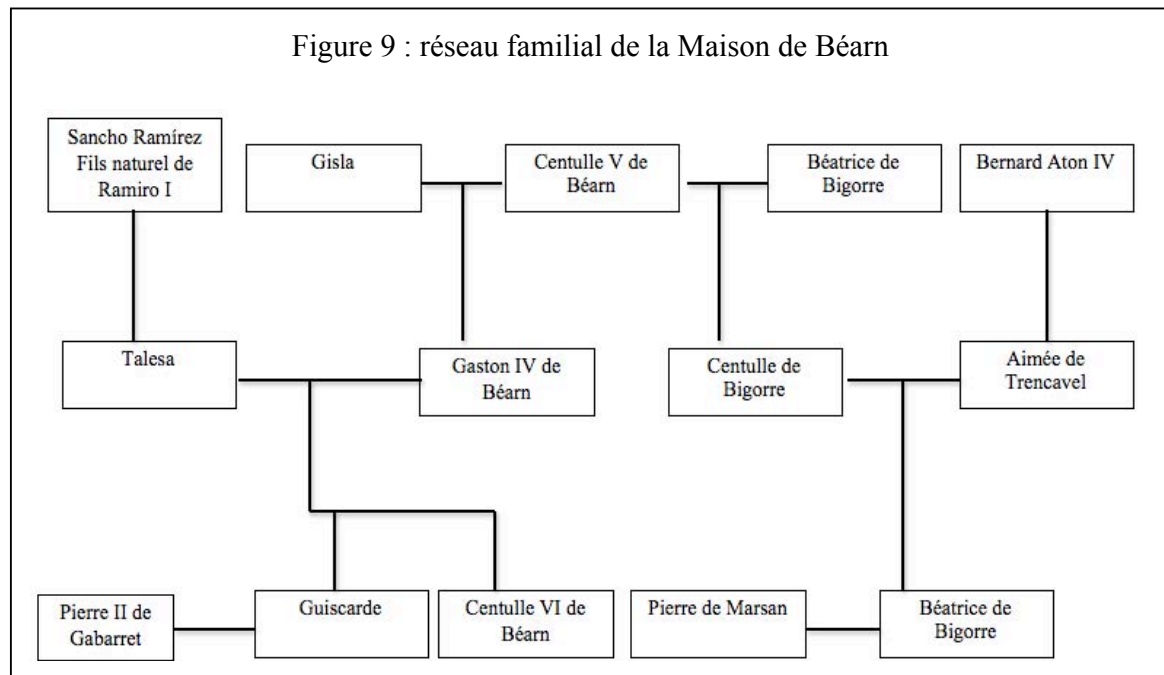 Figure 9 : réseau familial de la Maison de Béarn
Sancho Ramírez
Fils naturel de
Ramiro I
Gisla
Centulle V de
Béarn
Béatrice de
Bigorre
Bernard Aton IV
Talesa
Gaston IV de
Béarn
Centulle de
Bigorre
Aimée de
Trencavel
Pierre II de
Gabarret
Guiscarde
Centulle VI de
Béarn
Pierre de Marsan
Béatrice de
Bigorre